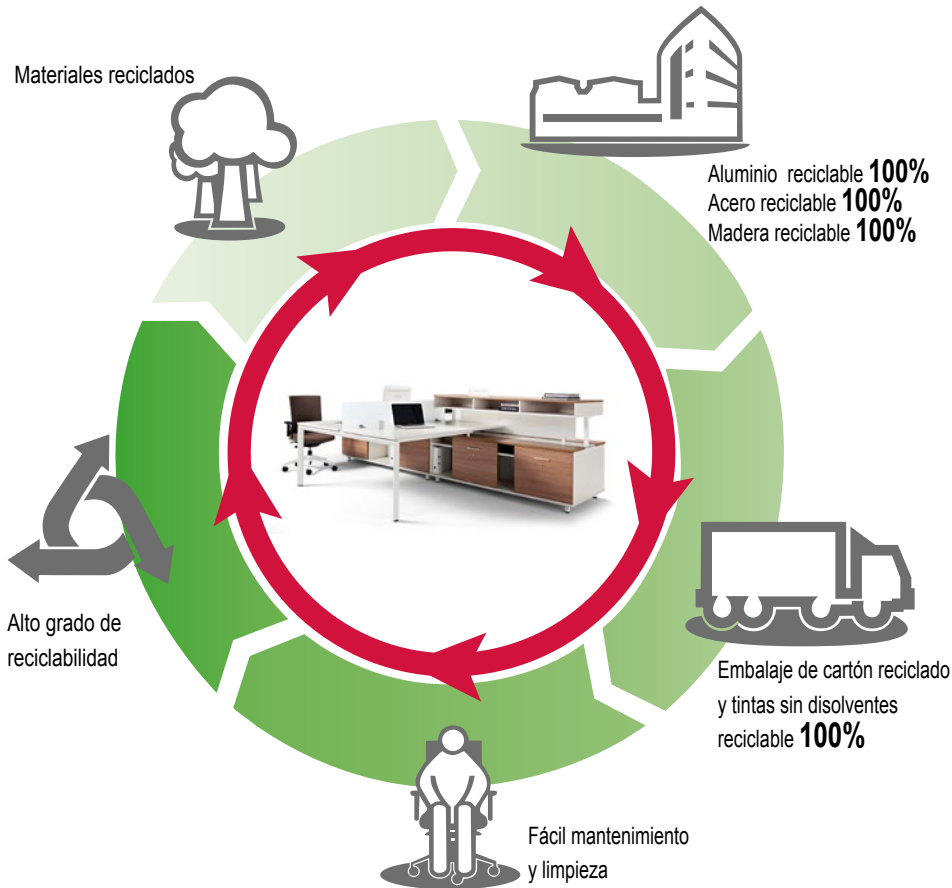 Materiales reciclados
Aluminio reciclable 100%
Acero reciclable 100%
Madera reciclable 100%
Embalaje de cartón reciclado
y tintas sin disolventes
reciclable 100%
Fácil mantenimiento
y limpieza
Alto grado de
reciclabilidad